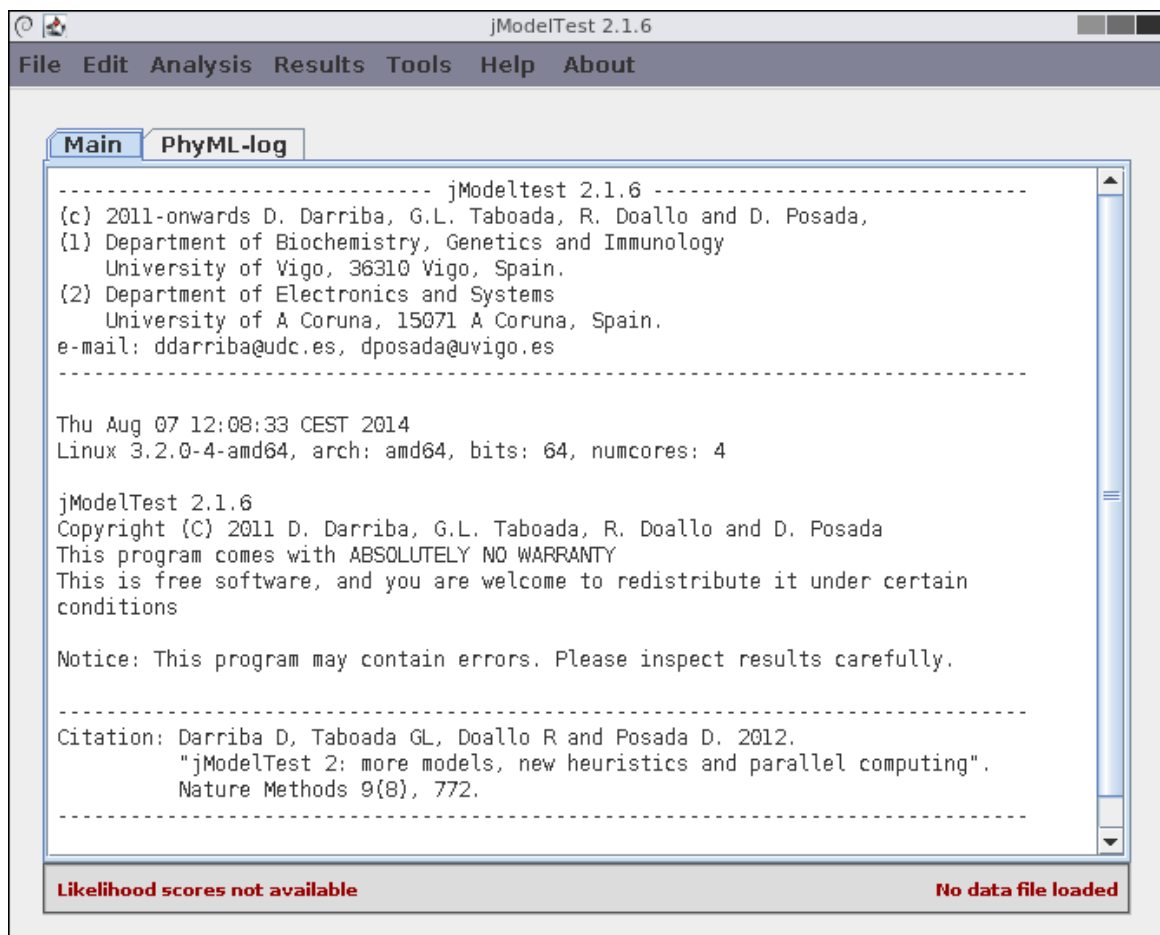 jModelTest 2.1.6
File Edit Analysis Results Tools Help About
Main PhyML-log
-------------------------------- jModeltest 2.1.6 -------------------------------
(c) 2011-onwards D. Darriba, G.L. Taboada, R. Doallo and D. Posada,
(1) Department of Biochemistry, Genetics and Immunology
University of Vigo, 36310 Vigo, Spain.
(2) Department of Electronics and Systems
University of A Coruna, 15071 A Coruna, Spain.
e-mail: ddarriba@udc.es, dposada@uvigo.es
--------------------------------------------------------------------------------
Thu Aug 07 12:08:33 CEST 2014
Linux 3.2.0-4-amd64, arch: amd64, bits: 64, numcores: 4
jModelTest 2.1.6
Copyright (C) 2011 D. Darriba, G.L. Taboada, R. Doallo and D. Posada
This program comes with ABSOLUTELY NO WARRANTY
This is free software, and you are welcome to redistribute it under certain
conditions
Notice: This program may contain errors. Please inspect results carefully.
--------------------------------------------------------------------------------
Citation: Darriba D, Taboada GL, Doallo R and Posada D. 2012.
"jModelTest 2: more models, new heuristics and parallel computing".
Nature Methods 9(8), 772.
--------------------------------------------------------------------------------
Likelihood scores not available No data file loaded